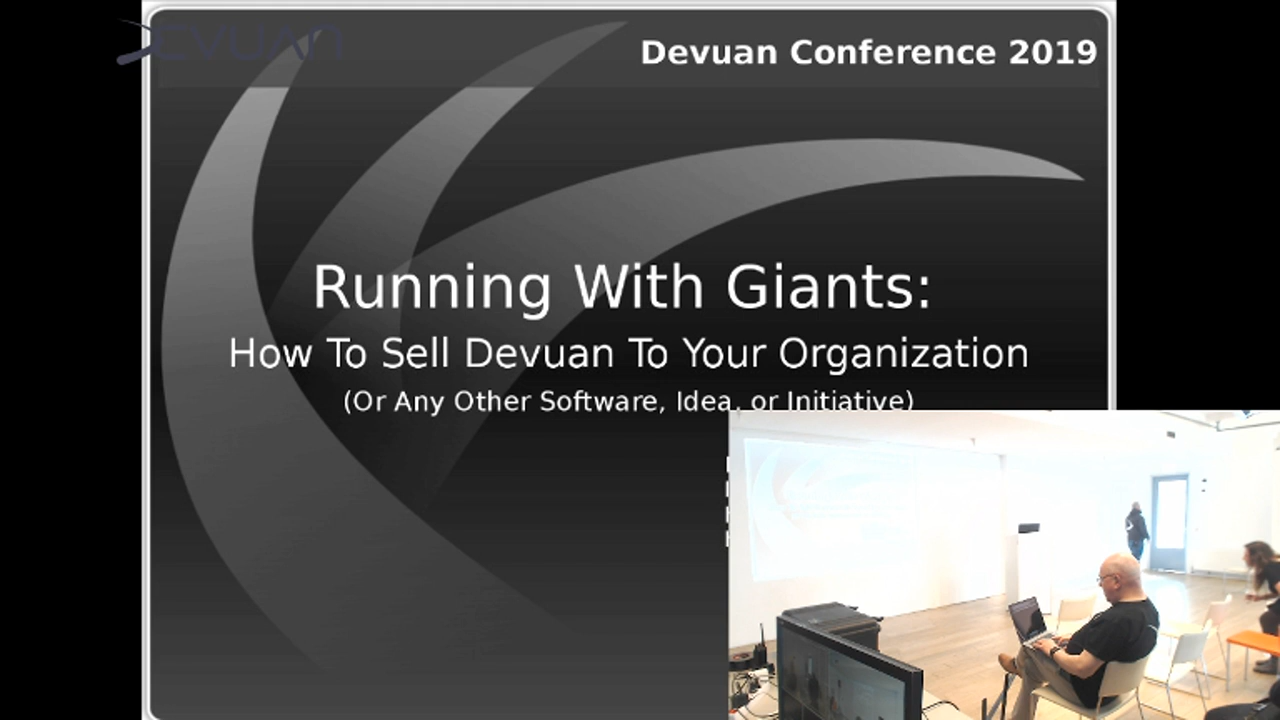 DEVUAN
Devuan Conference 2019
Running With Giants:
How To Sell Devuan To Your Organization
(Or Any Other Software, Idea, or Initiative)